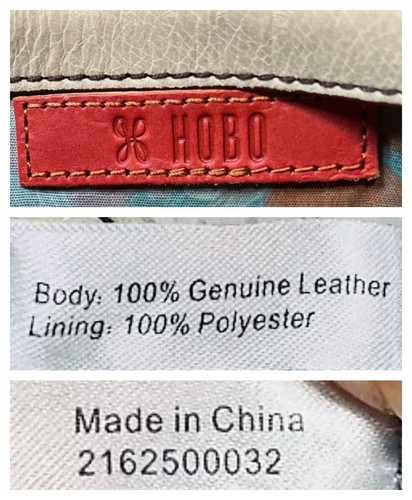 HOBO
Body: 100% Genuine Leather
Lining: 100% Polyester
Made in China
2162500032